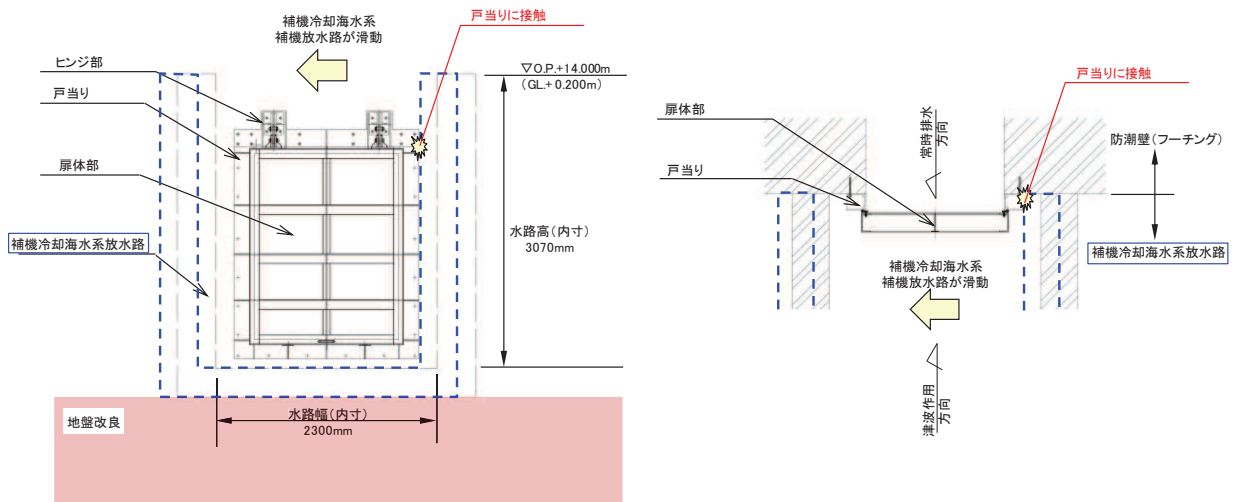 補機冷却海水系
補機放水路が滑動
戸当りに接触
ヒンジ部
戸当り
扉体部
補機冷却海水系放水路
▽O.P.+14.000m
(GL.+0.200m)
水路高(内寸)
3070mm
地盤改良
水路幅(内寸)
2300mm
戸当りに接触
扉体部
戸当り
常時排水
方向
防潮壁(フーチング)
補機冷却海水系放水路
補機冷却海水系
補機放水路が滑動
津波作用
方向